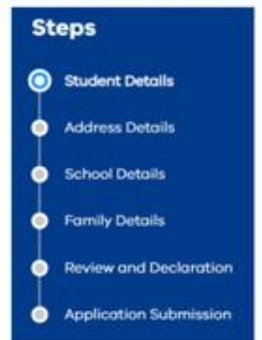 Steps
Student Details
Address Details
School Details
Family Details
Review and Declaration
Application Submission